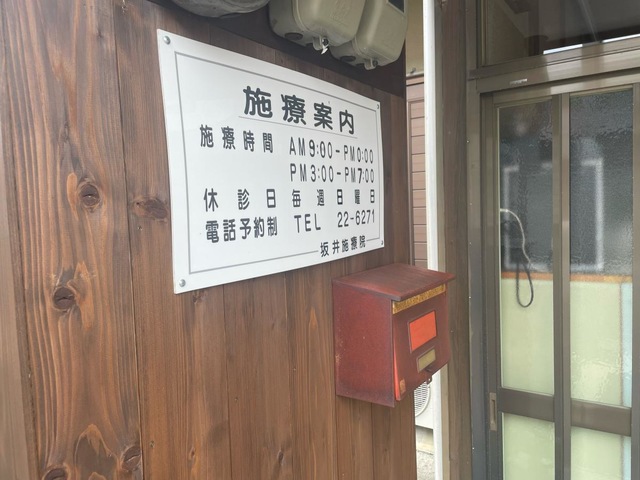 施療案内
施療時間 AM9:00-PM0:00
PM3:00-PM7:00
休診日 毎週日曜日
電話予約制 TEL 22-6271
坂井施療院